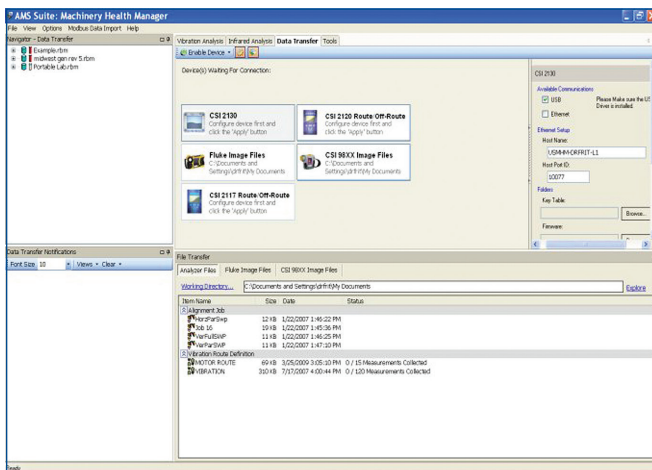 AMS Suite: Machinery Health Manager
File View Options Modbus Data Import Help
Navigator - Data Transfer
Example.rbm
midwest gen rev 5.rbm
Portable Lab.rbm
Vibration Analysis Infrared Analysis Data Transfer Tools
Enable Device
Device(s) Waiting For Connection:
CSI 2130
Configure device first and
click the 'Apply' button
CSI 2120 Route/Off-Route
Configure device first and
click the 'Apply' button
Fluke Image Files
C:\Documents and
Settings\drfrit\My Documents
CSI 98XX Image Files
C:\Documents and
Settings\drfrit\My Documents
CSI 2117 Route/Off-Route
Configure device first and
click the 'Apply' button
CSI 2130
Available Communications
USB
Please Make sure the U
Driver is installed.
Ethernet
Ethernet Setup
Host Name:
USMHM-DRFRIT-L1
Host Port ID:
10077
Folders
Key Table:
Browse...
Firmware:
Data Transfer Notifications
Font Size 10 Views Clear
File Transfer
Analyzer Files Fluke Image Files CSI 98XX Image Files
Working Directory... C:\Documents and Settings\drfrit\My Documents Explore
Item Name Size Date Status
Alignment Job
HorzParSwp 12 KB 1/22/2007 1:46:22 PM
Job 16 19 KB 1/22/2007 1:45:36 PM
VerFullSWP 11 KB 1/22/2007 1:46:25 PM
VerParSWP 11 KB 1/22/2007 1:47:10 PM
Vibration Route Definition
MOTOR ROUTE 69 KB 3/25/2009 3:05:10 PM 0 / 15 Measurements Collected
VIBRATION 310 KB 7/17/2007 4:00:44 PM 0 / 120 Measurements Collected
Ready